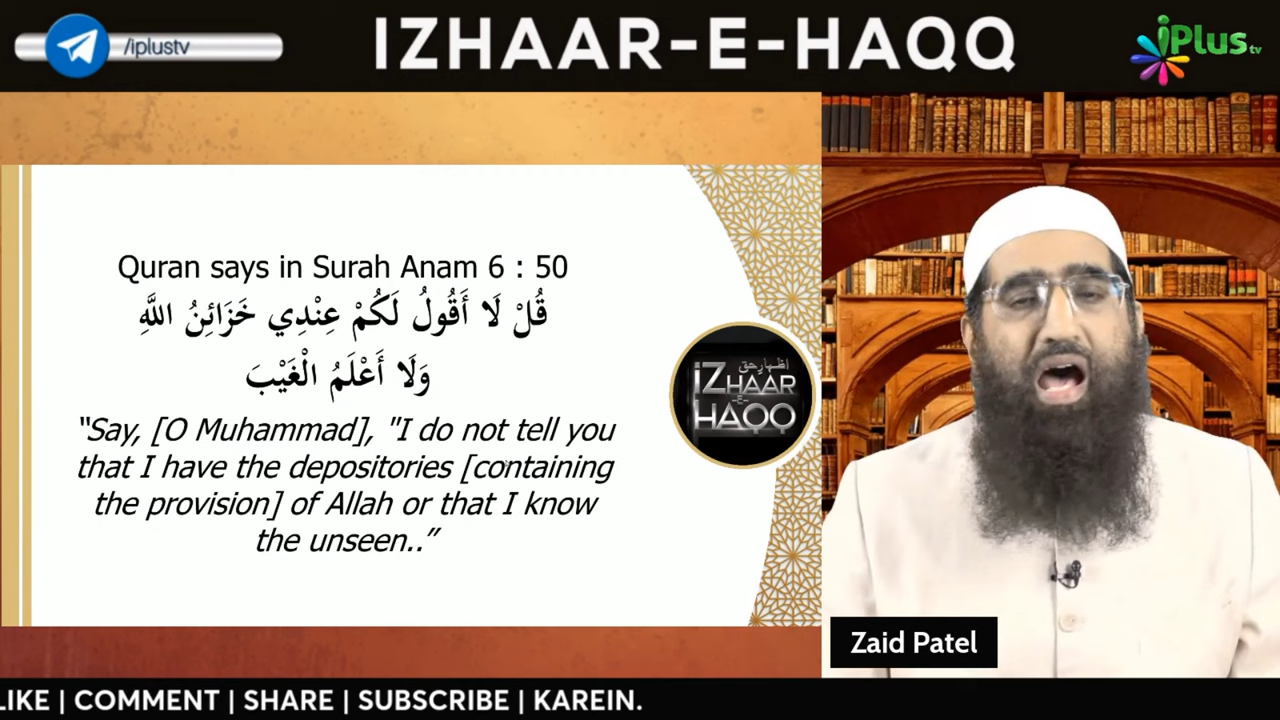 /iplustv
IZHAAR-E-HAQQ
iPlus tv
Quran says in Surah Anam 6 : 50
قُلْ لَا أَقُولُ لَكُمْ عِنْدِي خَزَائِنُ اللَّهِ
وَلَا أَعْلَمُ الْغَيْبَ
“Say, [O Muhammad], "I do not tell you
that I have the depositories [containing
the provision] of Allah or that I know
the unseen..”
اظہارِ حق
IZHAAR
-E-
HAQQ
Zaid Patel
LIKE | COMMENT | SHARE | SUBSCRIBE | KAREIN.